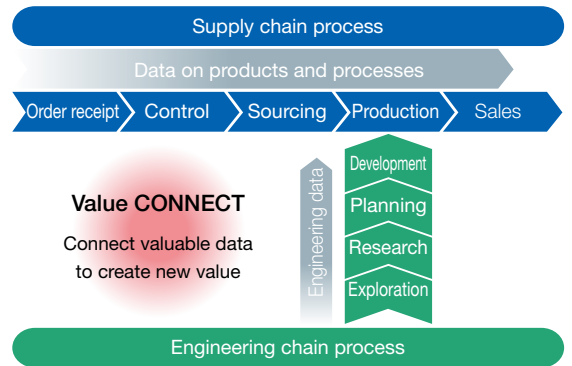 Supply chain process
Data on products and processes
Order receipt Control Sourcing Production Sales
Development
Planning
Research
Exploration
Engineering data
Value CONNECT
Connect valuable data
to create new value
Engineering chain process